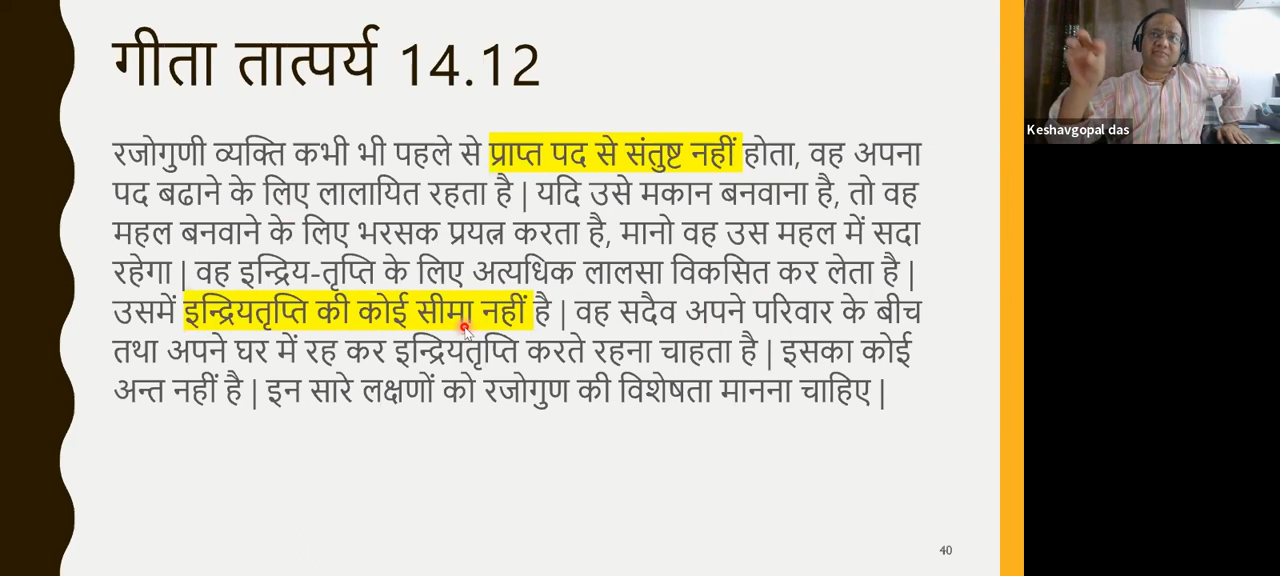 गीता तात्पर्य 14.12
रजोगुणी व्यक्ति कभी भी पहले से प्राप्त पद से संतुष्ट नहीं होता, वह अपना
पद बढाने के लिए लालायित रहता है | यदि उसे मकान बनवाना है, तो वह
महल बनवाने के लिए भरसक प्रयत्न करता है, मानो वह उस महल में सदा
रहेगा | वह इन्द्रिय-तृप्ति के लिए अत्यधिक लालसा विकसित कर लेता है |
उसमें इन्द्रियतृप्ति की कोई सीमा नहीं है | वह सदैव अपने परिवार के बीच
तथा अपने घर में रह कर इन्द्रियतृप्ति करते रहना चाहता है | इसका कोई
अन्त नहीं है | इन सारे लक्षणों को रजोगुण की विशेषता मानना चाहिए |
40
Keshavgopal das